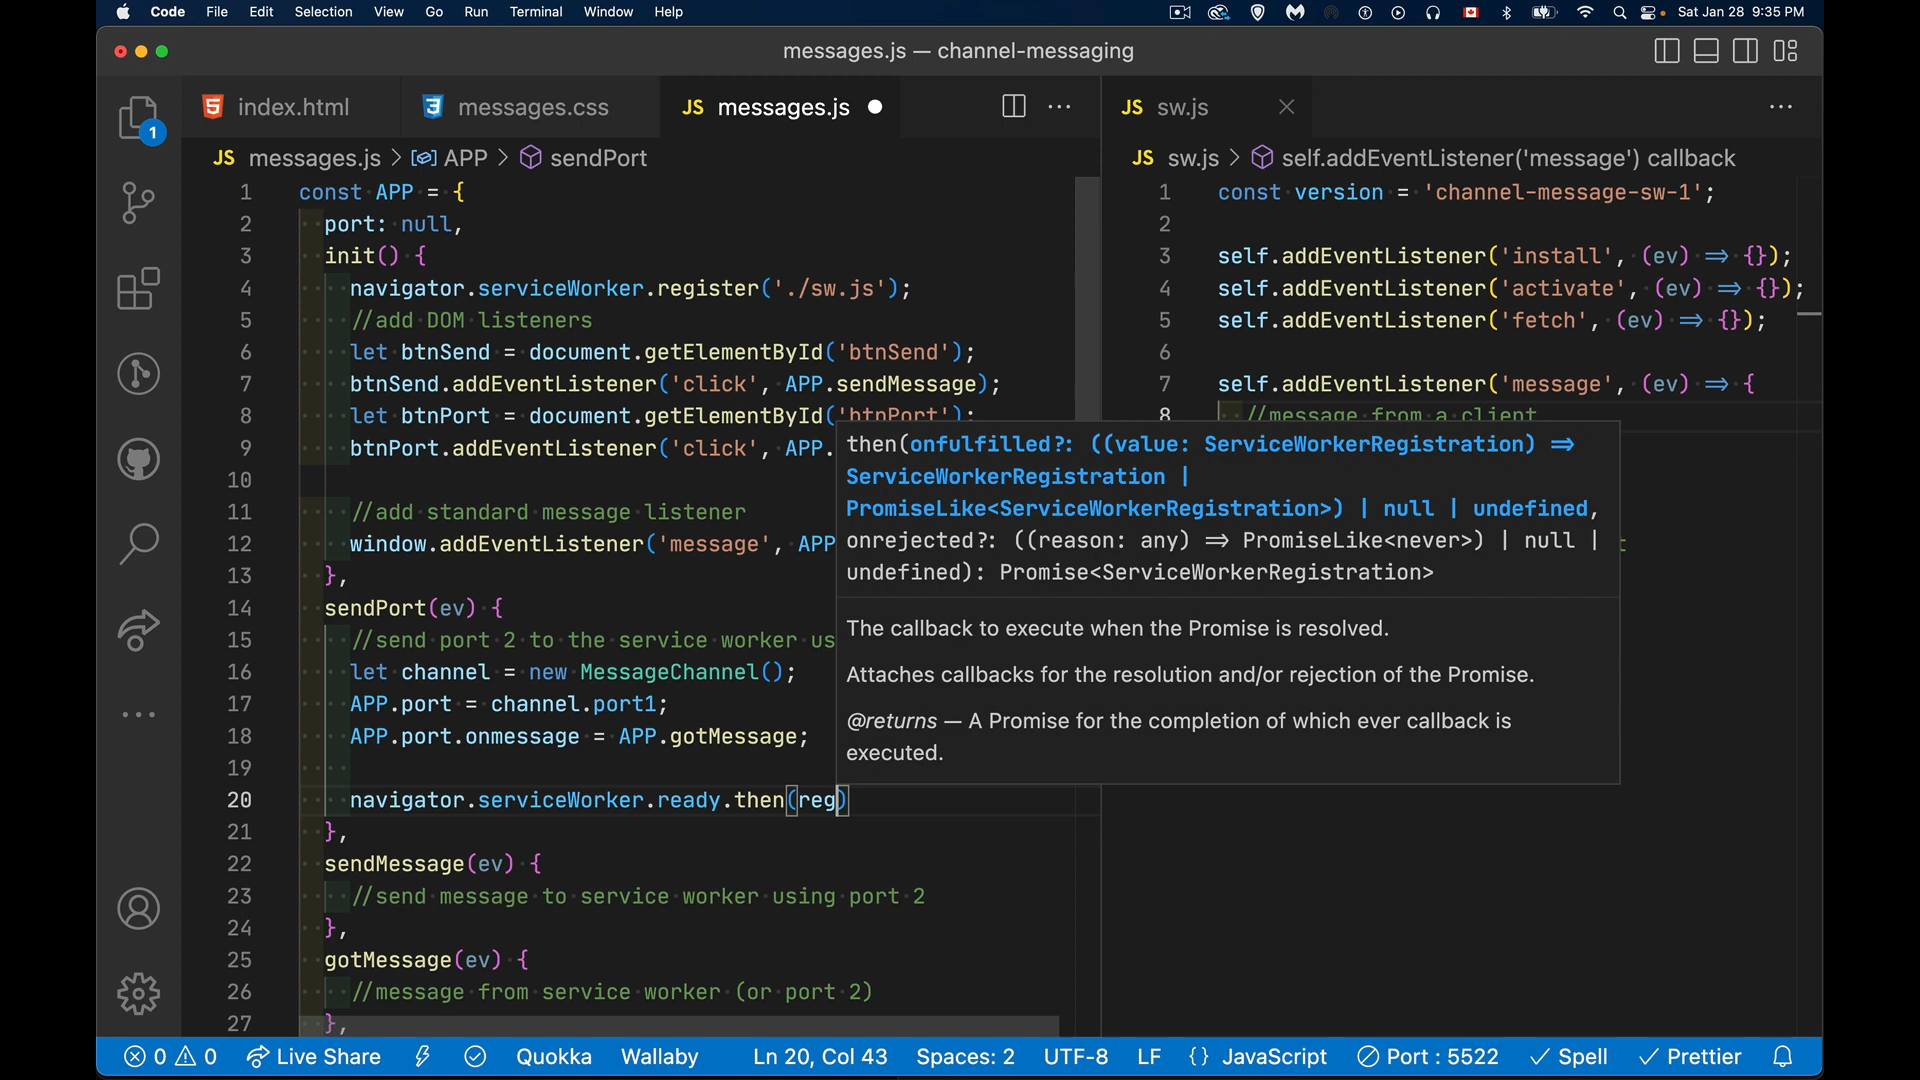 Code File Edit Selection View Go Run Terminal Window Help Sat Jan 28 9:35 PM
messages.js — channel-messaging
index.html messages.css JS messages.js JS sw.js
JS messages.js > APP > sendPort
1 const APP = {
2 port: null,
3 init() {
4 navigator.serviceWorker.register('./sw.js');
5 //add DOM listeners
6 let btnSend = document.getElementById('btnSend');
7 btnSend.addEventListener('click', APP.sendMessage);
8 let btnPort = document.getElementById('btnPort');
9 btnPort.addEventListener('click', APP.
10
11 //add standard message listener
12 window.addEventListener('message', APP
13 },
14 sendPort(ev) {
15 //send port 2 to the service worker us
16 let channel = new MessageChannel();
17 APP.port = channel.port1;
18 APP.port.onmessage = APP.gotMessage;
19
20 navigator.serviceWorker.ready.then(reg)
21 },
22 sendMessage(ev) {
23 //send message to service worker using port 2
24 },
25 gotMessage(ev) {
26 //message from service worker (or port 2)
27 },
then(onfulfilled?: ((value: ServiceWorkerRegistration) =>
ServiceWorkerRegistration |
PromiseLike<ServiceWorkerRegistration>) | null | undefined,
onrejected?: ((reason: any) => PromiseLike<never>) | null |
undefined): Promise<ServiceWorkerRegistration>
The callback to execute when the Promise is resolved.
Attaches callbacks for the resolution and/or rejection of the Promise.
@returns — A Promise for the completion of which ever callback is
executed.
JS sw.js > self.addEventListener('message') callback
1 const version = 'channel-message-sw-1';
2
3 self.addEventListener('install', (ev) => {});
4 self.addEventListener('activate', (ev) => {});
5 self.addEventListener('fetch', (ev) => {});
6
7 self.addEventListener('message', (ev) => {
8 //message from a client
1
0 0 Live Share Quokka Wallaby Ln 20, Col 43 Spaces: 2 UTF-8 LF {} JavaScript Port : 5522 Spell Prettier